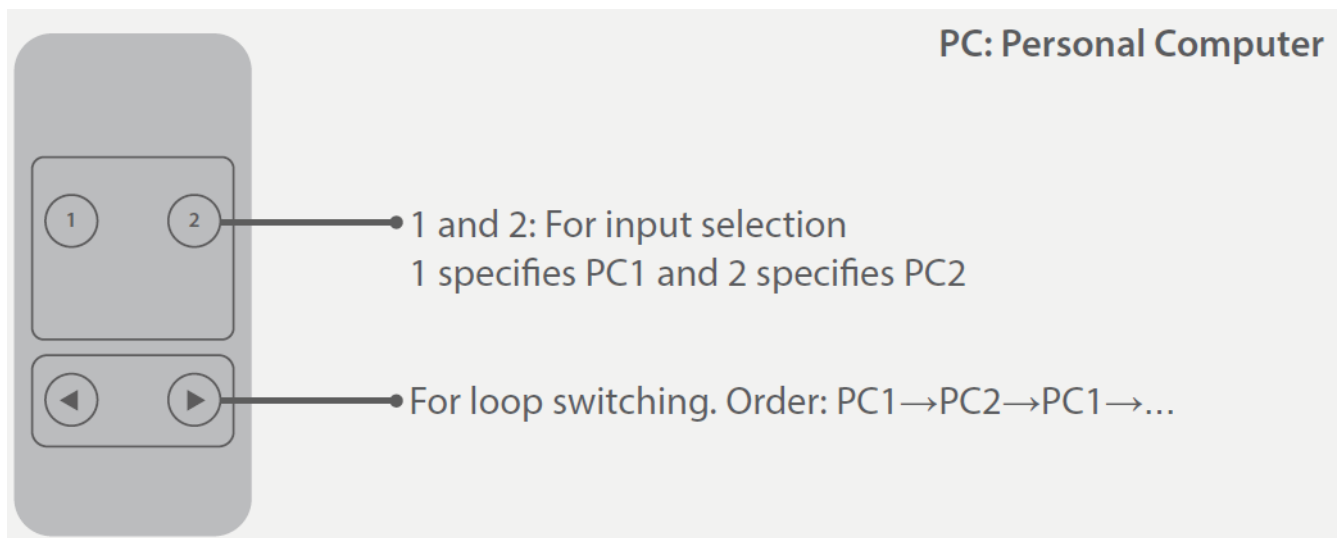 PC: Personal Computer
1 2
1 and 2: For input selection
1 specifies PC1 and 2 specifies PC2
For loop switching. Order: PC1→PC2→PC1→...